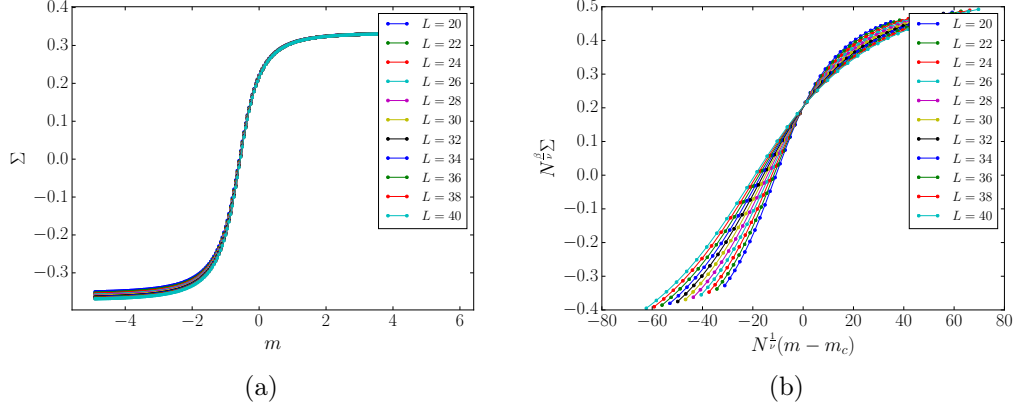 0.4
0.3
0.2
0.1
0.0
−0.1
−0.2
−0.3
Σ
−4
−2
0
2
4
6
m
L = 20
L = 22
L = 24
L = 26
L = 28
L = 30
L = 32
L = 34
L = 36
L = 38
L = 40
(a)
0.5
0.4
0.3
0.2
0.1
0.0
−0.1
−0.2
−0.3
−0.4
N^{β/ν}Σ
−80
−60
−40
−20
0
20
40
60
80
N^{1/ν}(m − m_c)
L = 20
L = 22
L = 24
L = 26
L = 28
L = 30
L = 32
L = 34
L = 36
L = 38
L = 40
(b)